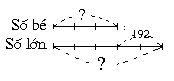 ?
Số bé
192
Số lớn
?